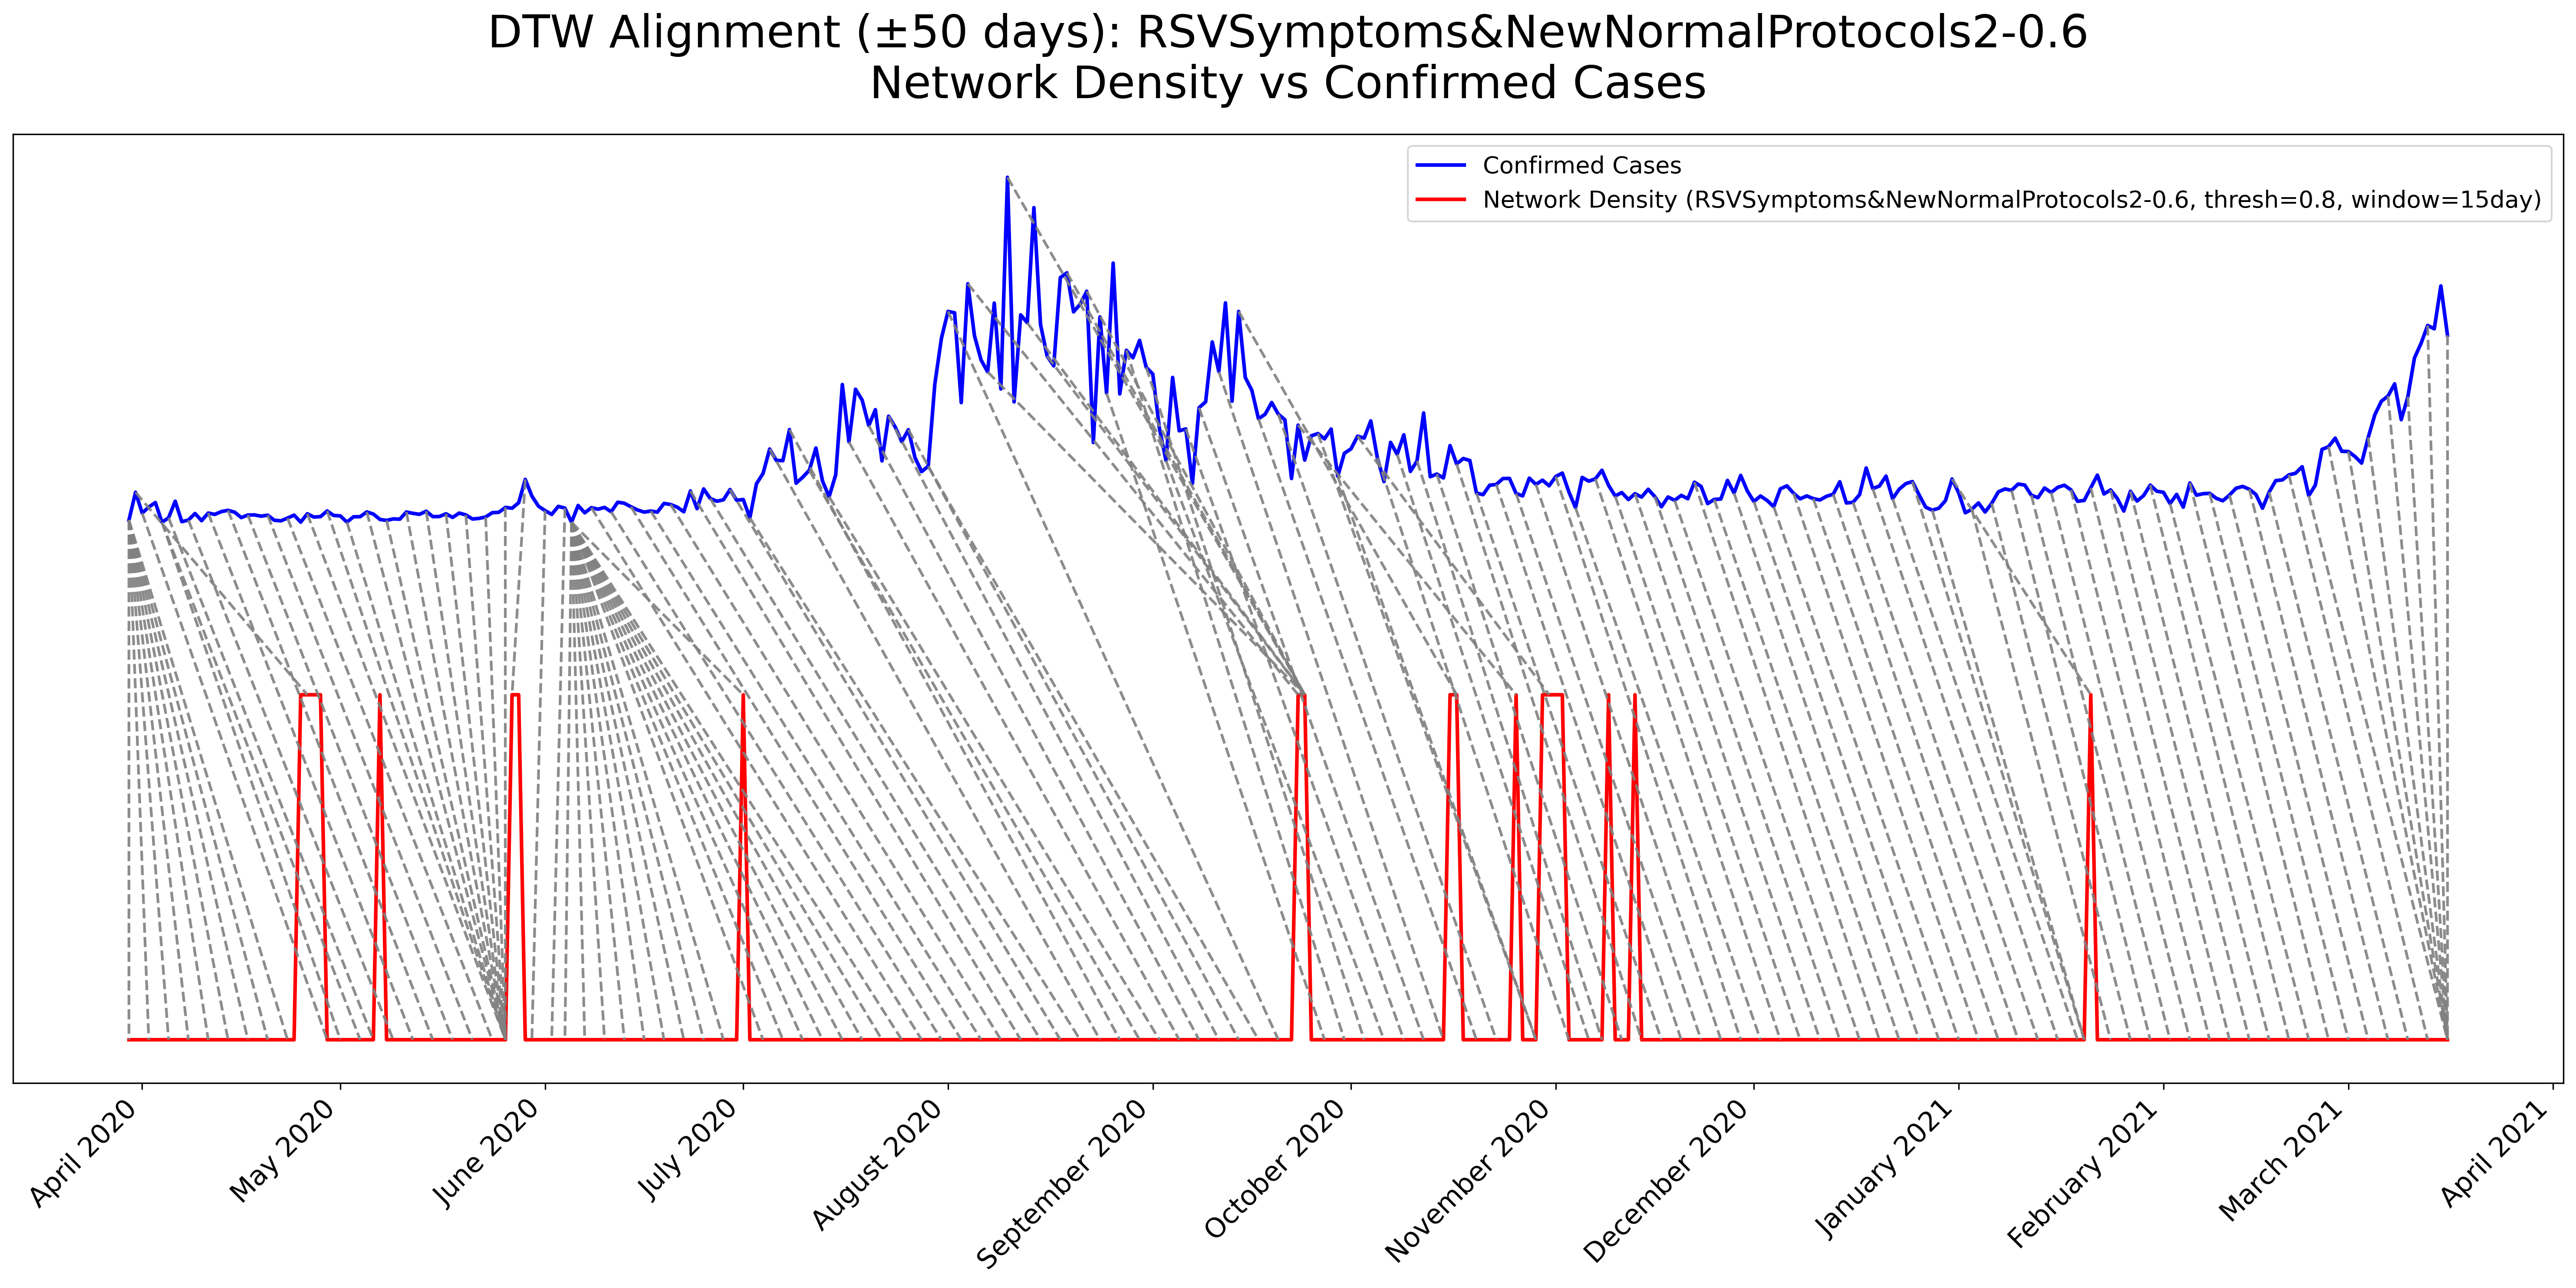 DTW Alignment (±50 days): RSVSymptoms&NewNormalProtocols2-0.6
Network Density vs Confirmed Cases
Confirmed Cases
Network Density (RSVSymptoms&NewNormalProtocols2-0.6, thresh=0.8, window=15day)
April 2020
May 2020
June 2020
July 2020
August 2020
September 2020
October 2020
November 2020
December 2020
January 2021
February 2021
March 2021
April 2021